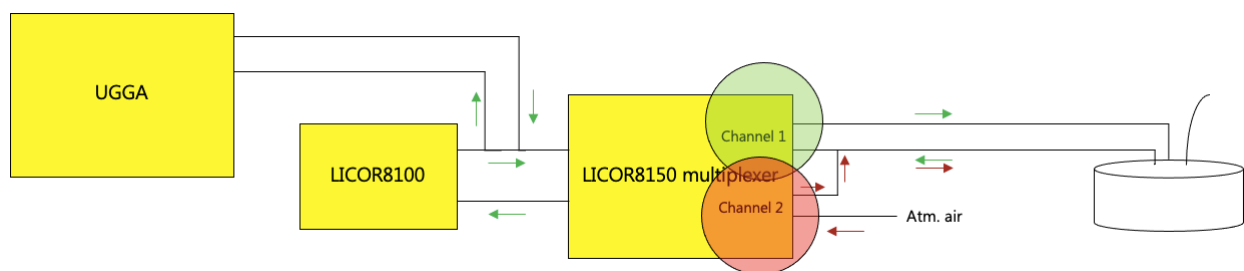 UGGA
Channel 1
LICOR8100
LICOR8150 multiplexer
Channel 2
Atm. air